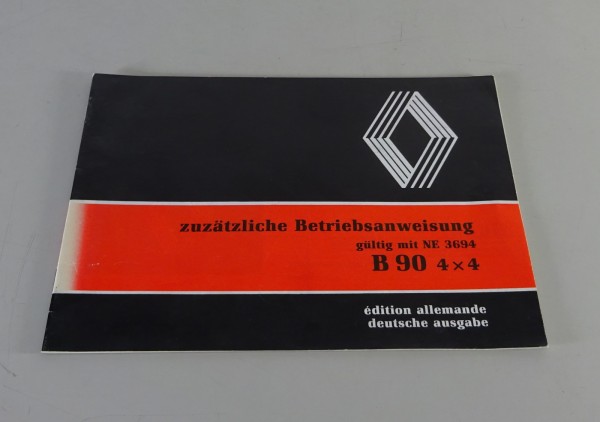 zuzätzliche Betriebsanweisung
gültig mit NE 3694
B 90 4×4
édition allemande
deutsche ausgabe